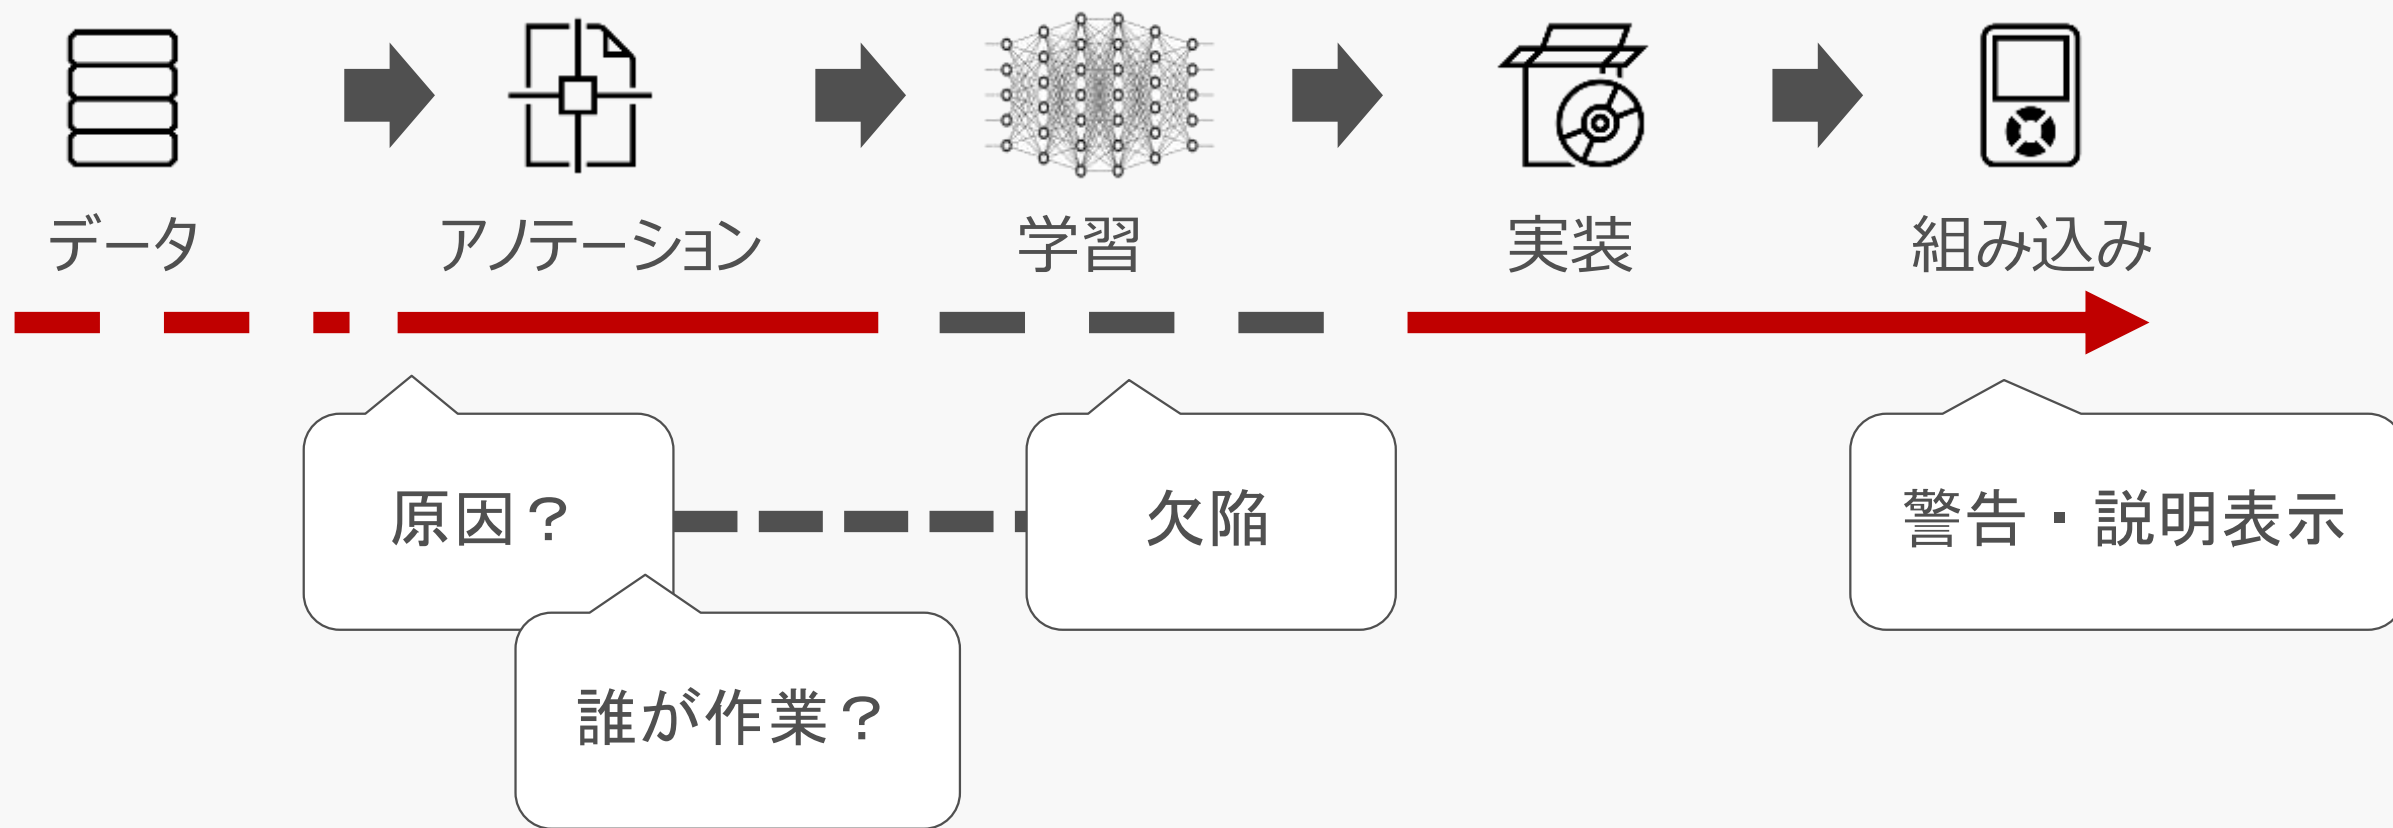 データ
アノテーション
学習
実装
組み込み
原因？
欠陥
警告・説明表示
誰が作業？